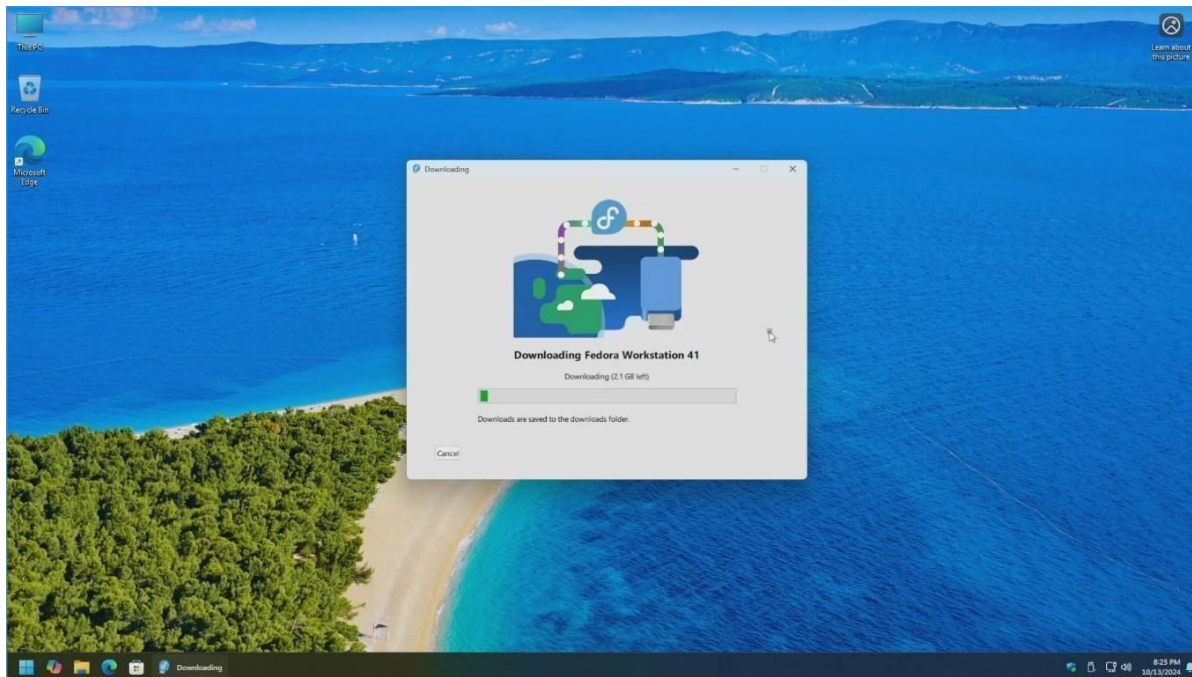 This PC
Recycle Bin
Microsoft
Edge
Learn about
this picture
Downloading
Downloading Fedora Workstation 41
Downloading (2.1 GB left)
Downloads are saved to the downloads folder.
Cancel
Downloading
8:25 PM
10/13/2024